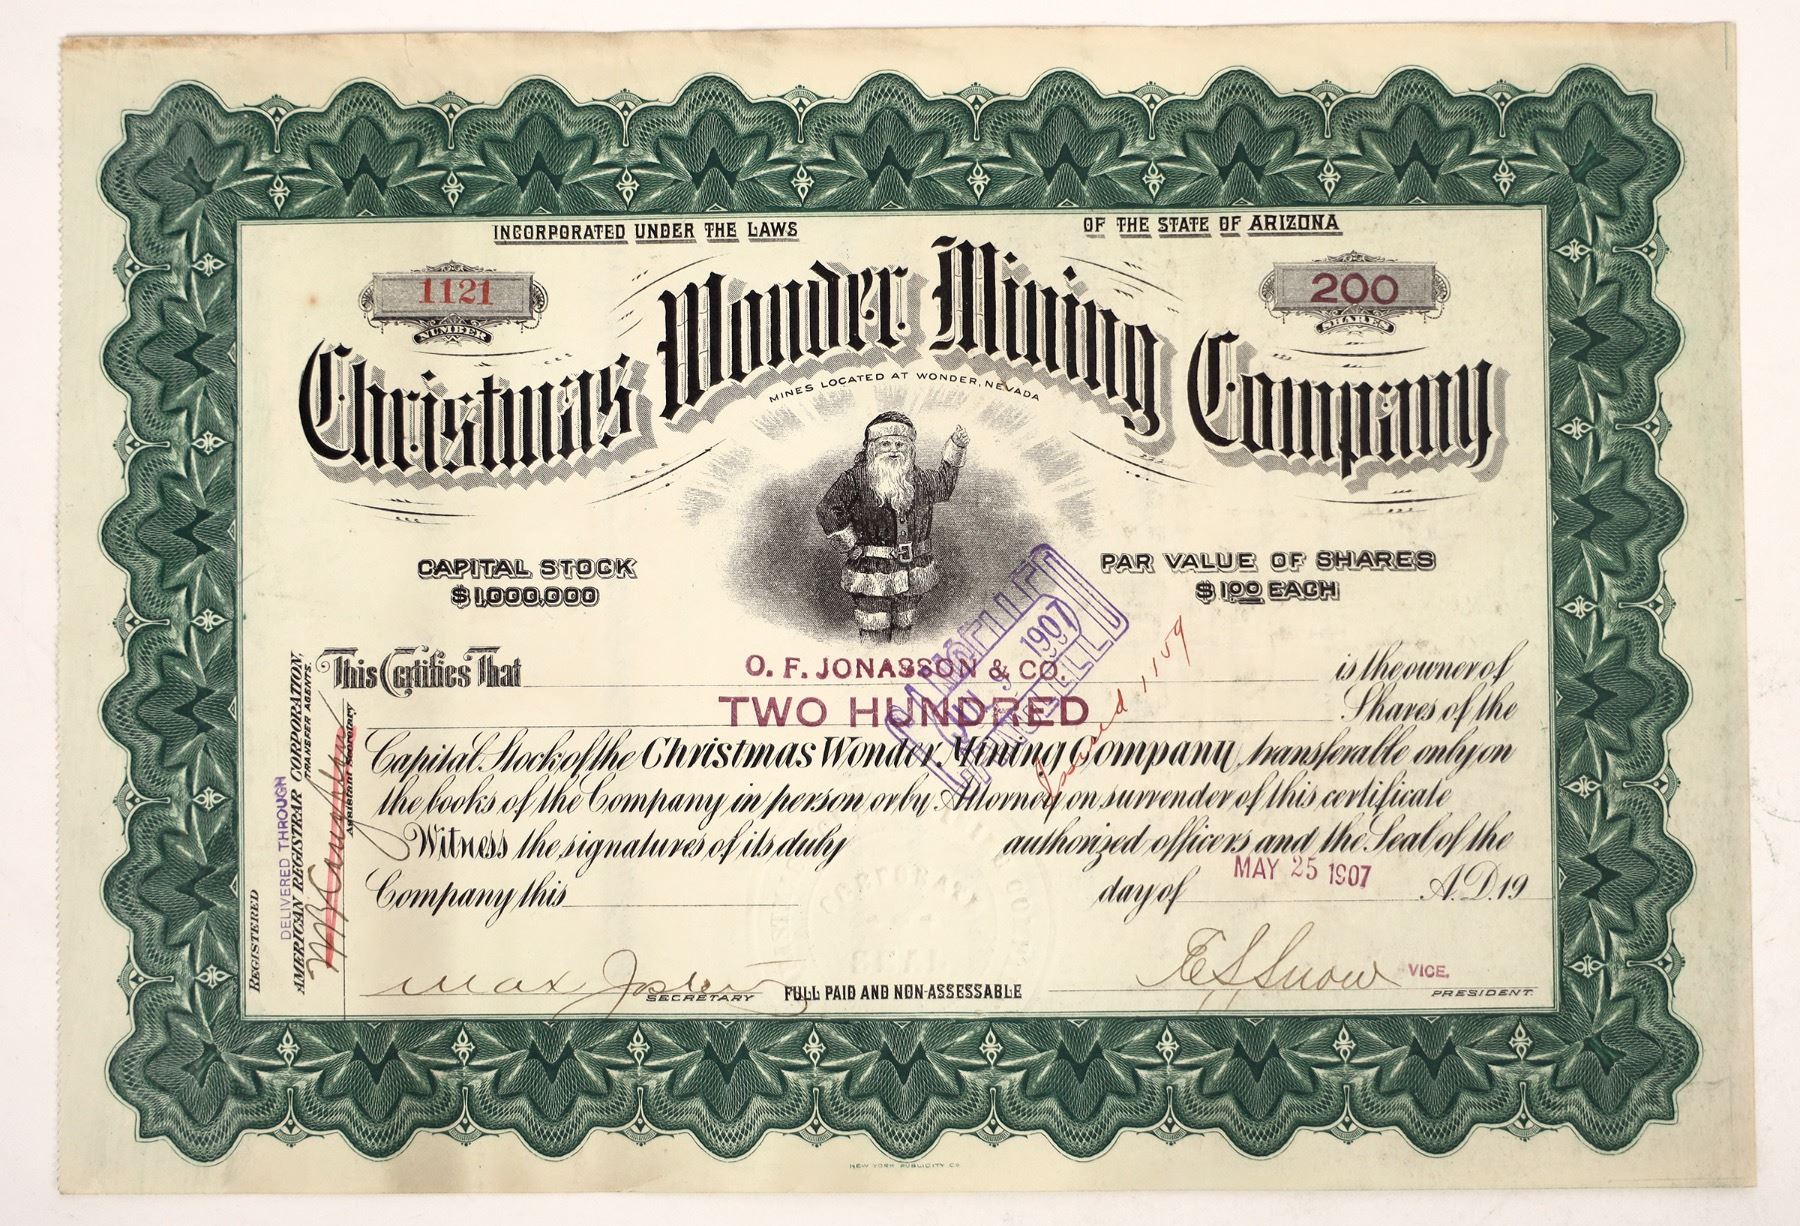 INCORPORATED UNDER THE LAWS OF THE STATE OF ARIZONA
1121
NUMBER
200
SHARES
Christmas Wonder Mining Company
MINES LOCATED AT WONDER, NEVADA
CAPITAL STOCK
$1,000,000
PAR VALUE OF SHARES
$1.00 EACH
CANCELLED
9 1907
This Certifies That O. F. JONASSON & CO. is the owner of
TWO HUNDRED Shares of the
Capital Stock of the Christmas Wonder Mining Company, transferable only on
the books of the Company in person or by Attorney on surrender of this certificate
Witness the signatures of its duly authorized officers and the Seal of the
Company this day of MAY 25 1907 A.D. 19
Max SECRETARY
FULL PAID AND NON-ASSESSABLE
E S Snow VICE. PRESIDENT.
REGISTERED
DELIVERED THROUGH
AMERICAN REGISTRAR CORPORATION,
TRANSFER AGENTS.
Assistant Secretary
1159
NEW YORK PUBLICITY CO